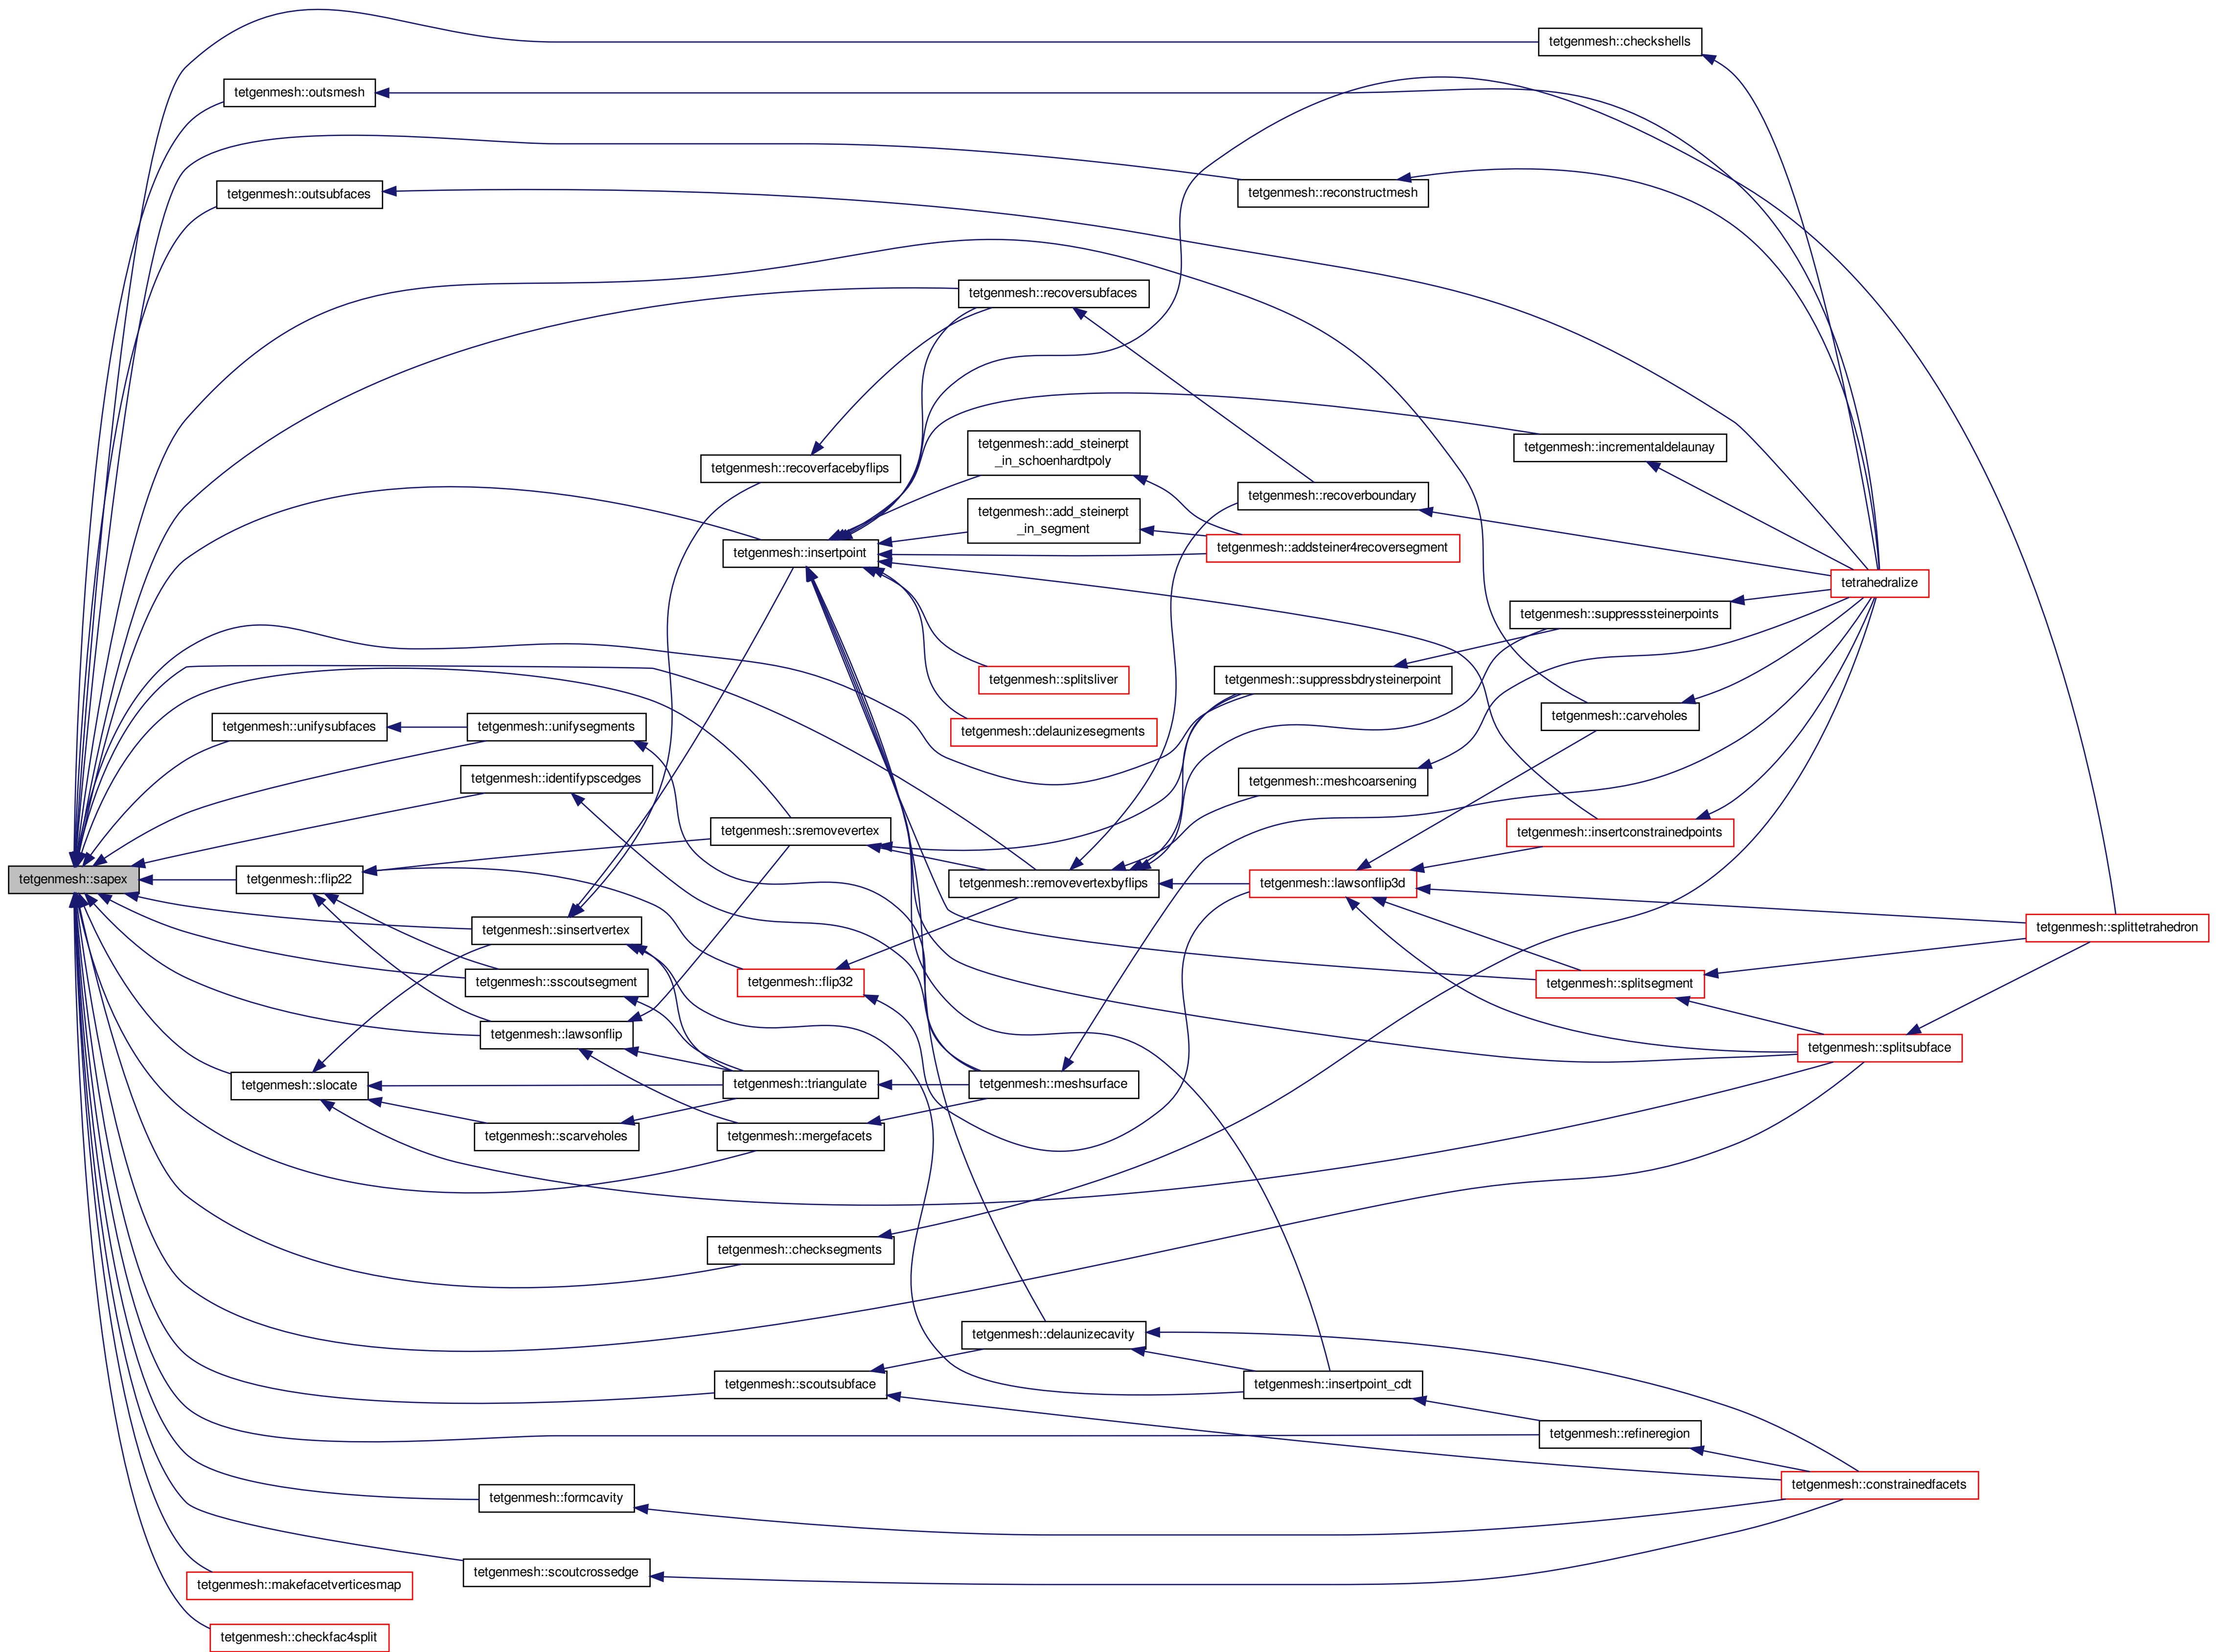 tetgenmesh::checkshells
tetgenmesh::outsmesh
tetgenmesh::reconstructmesh
tetgenmesh::outsubfaces
tetgenmesh::recoversubfaces
tetgenmesh::incrementaldelaunay
tetgenmesh::add_steinerpt
_in_schoenhardtpoly
tetgenmesh::recoverfacebyflips
tetgenmesh::recoverboundary
tetgenmesh::add_steinerpt
_in_segment
tetgenmesh::addsteiner4recoversegment
tetgenmesh::insertpoint
tetrahedralize
tetgenmesh::suppresssteinerpoints
tetgenmesh::splitsliver
tetgenmesh::suppressbdrysteinerpoint
tetgenmesh::carveholes
tetgenmesh::unifysubfaces
tetgenmesh::unifysegments
tetgenmesh::delaunizesegments
tetgenmesh::identifypscedges
tetgenmesh::meshcoarsening
tetgenmesh::sremovevertex
tetgenmesh::insertconstrainedpoints
tetgenmesh::sapex
tetgenmesh::flip22
tetgenmesh::removevertexbyflips
tetgenmesh::lawsonflip3d
tetgenmesh::sinsertvertex
tetgenmesh::splittetrahedron
tetgenmesh::sscoutsegment
tetgenmesh::flip32
tetgenmesh::splitsegment
tetgenmesh::lawsonflip
tetgenmesh::splitsubface
tetgenmesh::slocate
tetgenmesh::triangulate
tetgenmesh::meshsurface
tetgenmesh::scarveholes
tetgenmesh::mergefacets
tetgenmesh::checksegments
tetgenmesh::delaunizecavity
tetgenmesh::scoutsubface
tetgenmesh::insertpoint_cdt
tetgenmesh::refineregion
tetgenmesh::constrainedfacets
tetgenmesh::formcavity
tetgenmesh::scoutcrossedge
tetgenmesh::makefacetverticesmap
tetgenmesh::checkfac4split